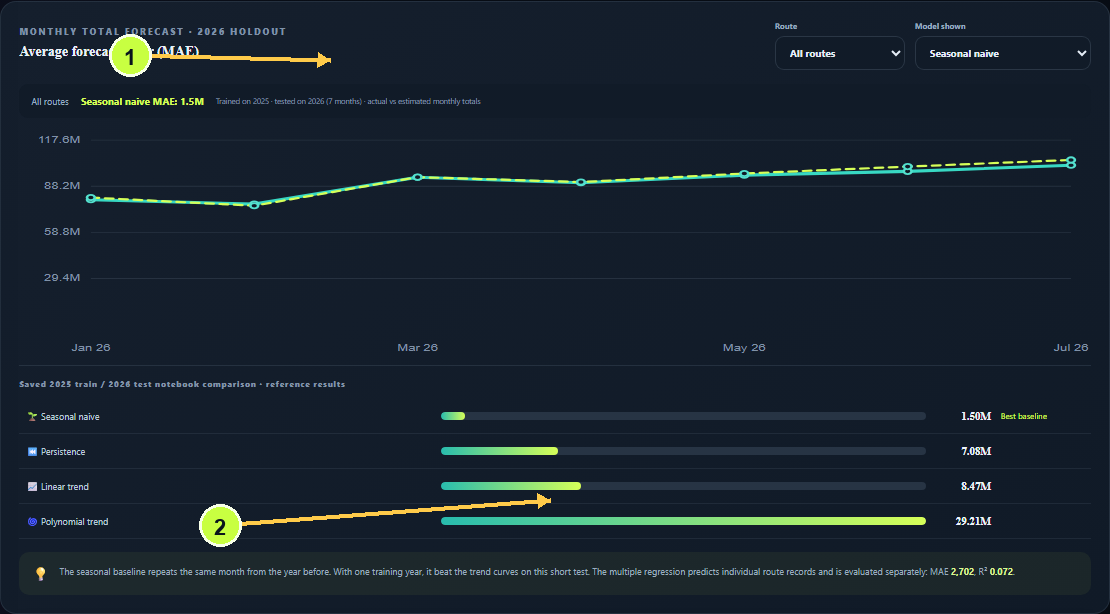 MONTHLY TOTAL FORECAST · 2026 HOLDOUT
Average (MAE)
1
Route
Model shown
All routes
Seasonal naive
All routes Seasonal naive MAE: 1.5M Trained on 2025 · tested on 2026 (7 months) · actual vs estimated monthly totals
117.6M
88.2M
58.8M
29.4M
Jan 26 Mar 26 May 26 Jul 26
Saved 2025 train / 2026 test notebook comparison · reference results
Seasonal naive 1.50M Best baseline
Persistence 7.08M
Linear trend 8.47M
2
Polynomial trend 29.21M
The seasonal baseline repeats the same month from the year before. With one training year, it beat the trend curves on this short test. The multiple regression predicts individual route records and is evaluated separately: MAE 2,702, R² 0.072.